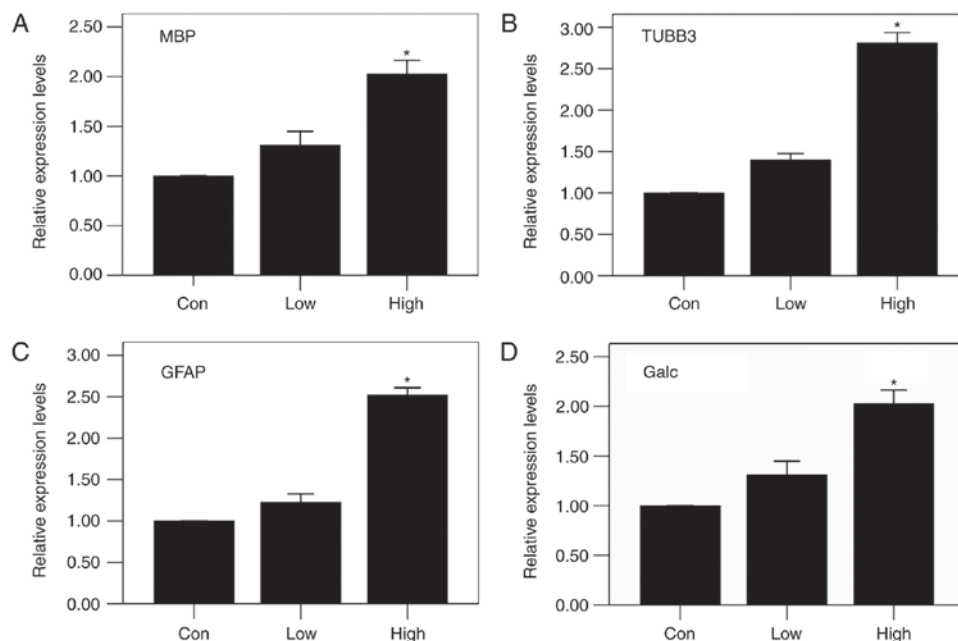 A
MBP
Relative expression levels
2.50
2.00
1.50
1.00
0.50
0.00
*
Con Low High
B
TUBB3
Relative expression levels
3.00
2.50
2.00
1.50
1.00
0.50
0.00
*
Con Low High
C
GFAP
Relative expression levels
3.00
2.50
2.00
1.50
1.00
0.50
0.00
*
Con Low High
D
Galc
Relative expression levels
2.50
2.00
1.50
1.00
0.50
0.00
*
Con Low High